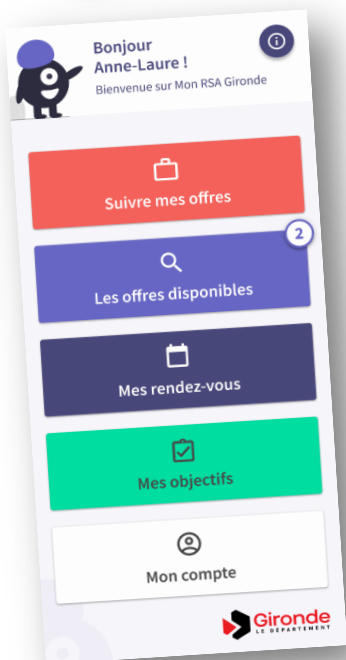 Bonjour
Anne-Laure !
Bienvenue sur Mon RSA Gironde
Suivre mes offres
2
Les offres disponibles
Mes rendez-vous
Mes objectifs
Mon compte
Gironde
LE DÉPARTEMENT